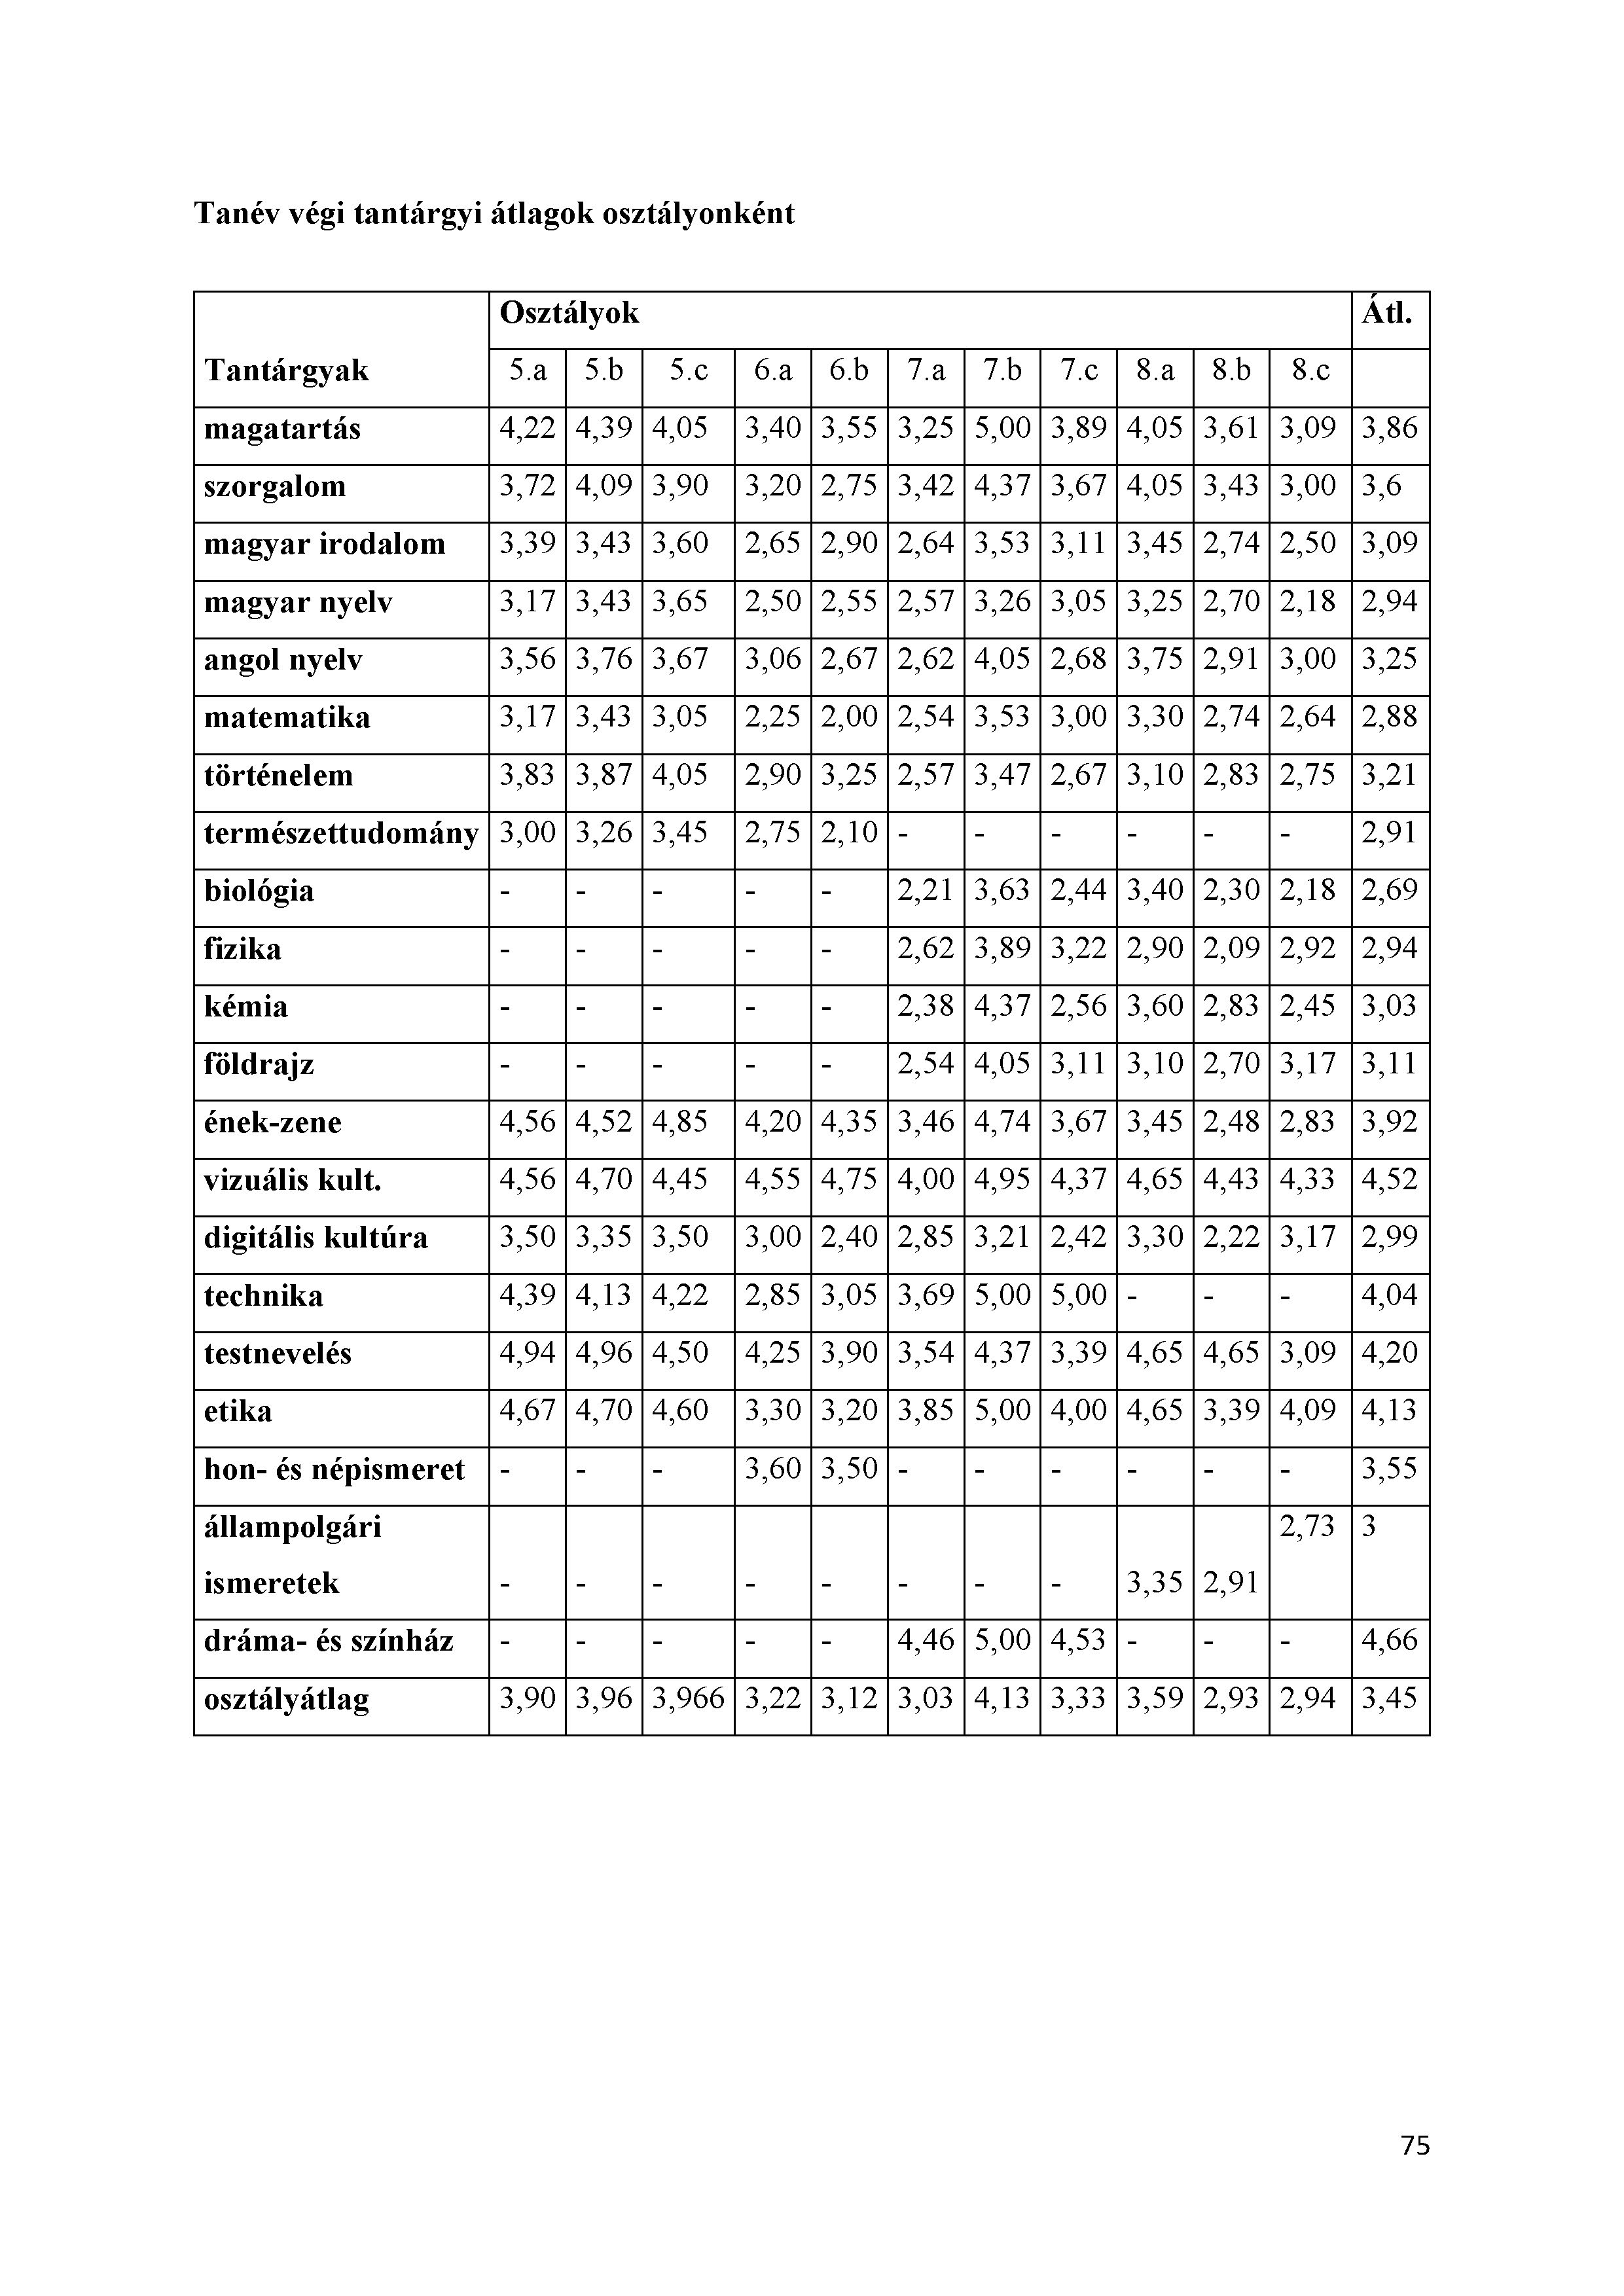 Tanév végi tantárgyi átlagok osztályonként
Osztályok Átl.
Tantárgyak 5.a 5.b 5.c 6.a 6.b 7.a 7.b 7.c 8.a 8.b 8.c
magatartás 4,22 4,39 4,05 3,40 3,55 3,25 5,00 3,89 4,05 3,61 3,09 3,86
szorgalom 3,72 4,09 3,90 3,20 2,75 3,42 4,37 3,67 4,05 3,43 3,00 3,6
magyar irodalom 3,39 3,43 3,60 2,65 2,90 2,64 3,53 3,11 3,45 2,74 2,50 3,09
magyar nyelv 3,17 3,43 3,65 2,50 2,55 2,57 3,26 3,05 3,25 2,70 2,18 2,94
angol nyelv 3,56 3,76 3,67 3,06 2,67 2,62 4,05 2,68 3,75 2,91 3,00 3,25
matematika 3,17 3,43 3,05 2,25 2,00 2,54 3,53 3,00 3,30 2,74 2,64 2,88
történelem 3,83 3,87 4,05 2,90 3,25 2,57 3,47 2,67 3,10 2,83 2,75 3,21
természettudomány 3,00 3,26 3,45 2,75 2,10 - - - - - - 2,91
biológia - - - - - 2,21 3,63 2,44 3,40 2,30 2,18 2,69
fizika - - - - - 2,62 3,89 3,22 2,90 2,09 2,92 2,94
kémia - - - - - 2,38 4,37 2,56 3,60 2,83 2,45 3,03
földrajz - - - - - 2,54 4,05 3,11 3,10 2,70 3,17 3,11
ének-zene 4,56 4,52 4,85 4,20 4,35 3,46 4,74 3,67 3,45 2,48 2,83 3,92
vizuális kult. 4,56 4,70 4,45 4,55 4,75 4,00 4,95 4,37 4,65 4,43 4,33 4,52
digitális kultúra 3,50 3,35 3,50 3,00 2,40 2,85 3,21 2,42 3,30 2,22 3,17 2,99
technika 4,39 4,13 4,22 2,85 3,05 3,69 5,00 5,00 - - - 4,04
testnevelés 4,94 4,96 4,50 4,25 3,90 3,54 4,37 3,39 4,65 4,65 3,09 4,20
etika 4,67 4,70 4,60 3,30 3,20 3,85 5,00 4,00 4,65 3,39 4,09 4,13
hon- és népismeret - - - 3,60 3,50 - - - - - - 3,55
állampolgári 2,73 3
ismeretek - - - - - - - - 3,35 2,91
dráma- és színház - - - - - 4,46 5,00 4,53 - - - 4,66
osztályátlag 3,90 3,96 3,966 3,22 3,12 3,03 4,13 3,33 3,59 2,93 2,94 3,45
75